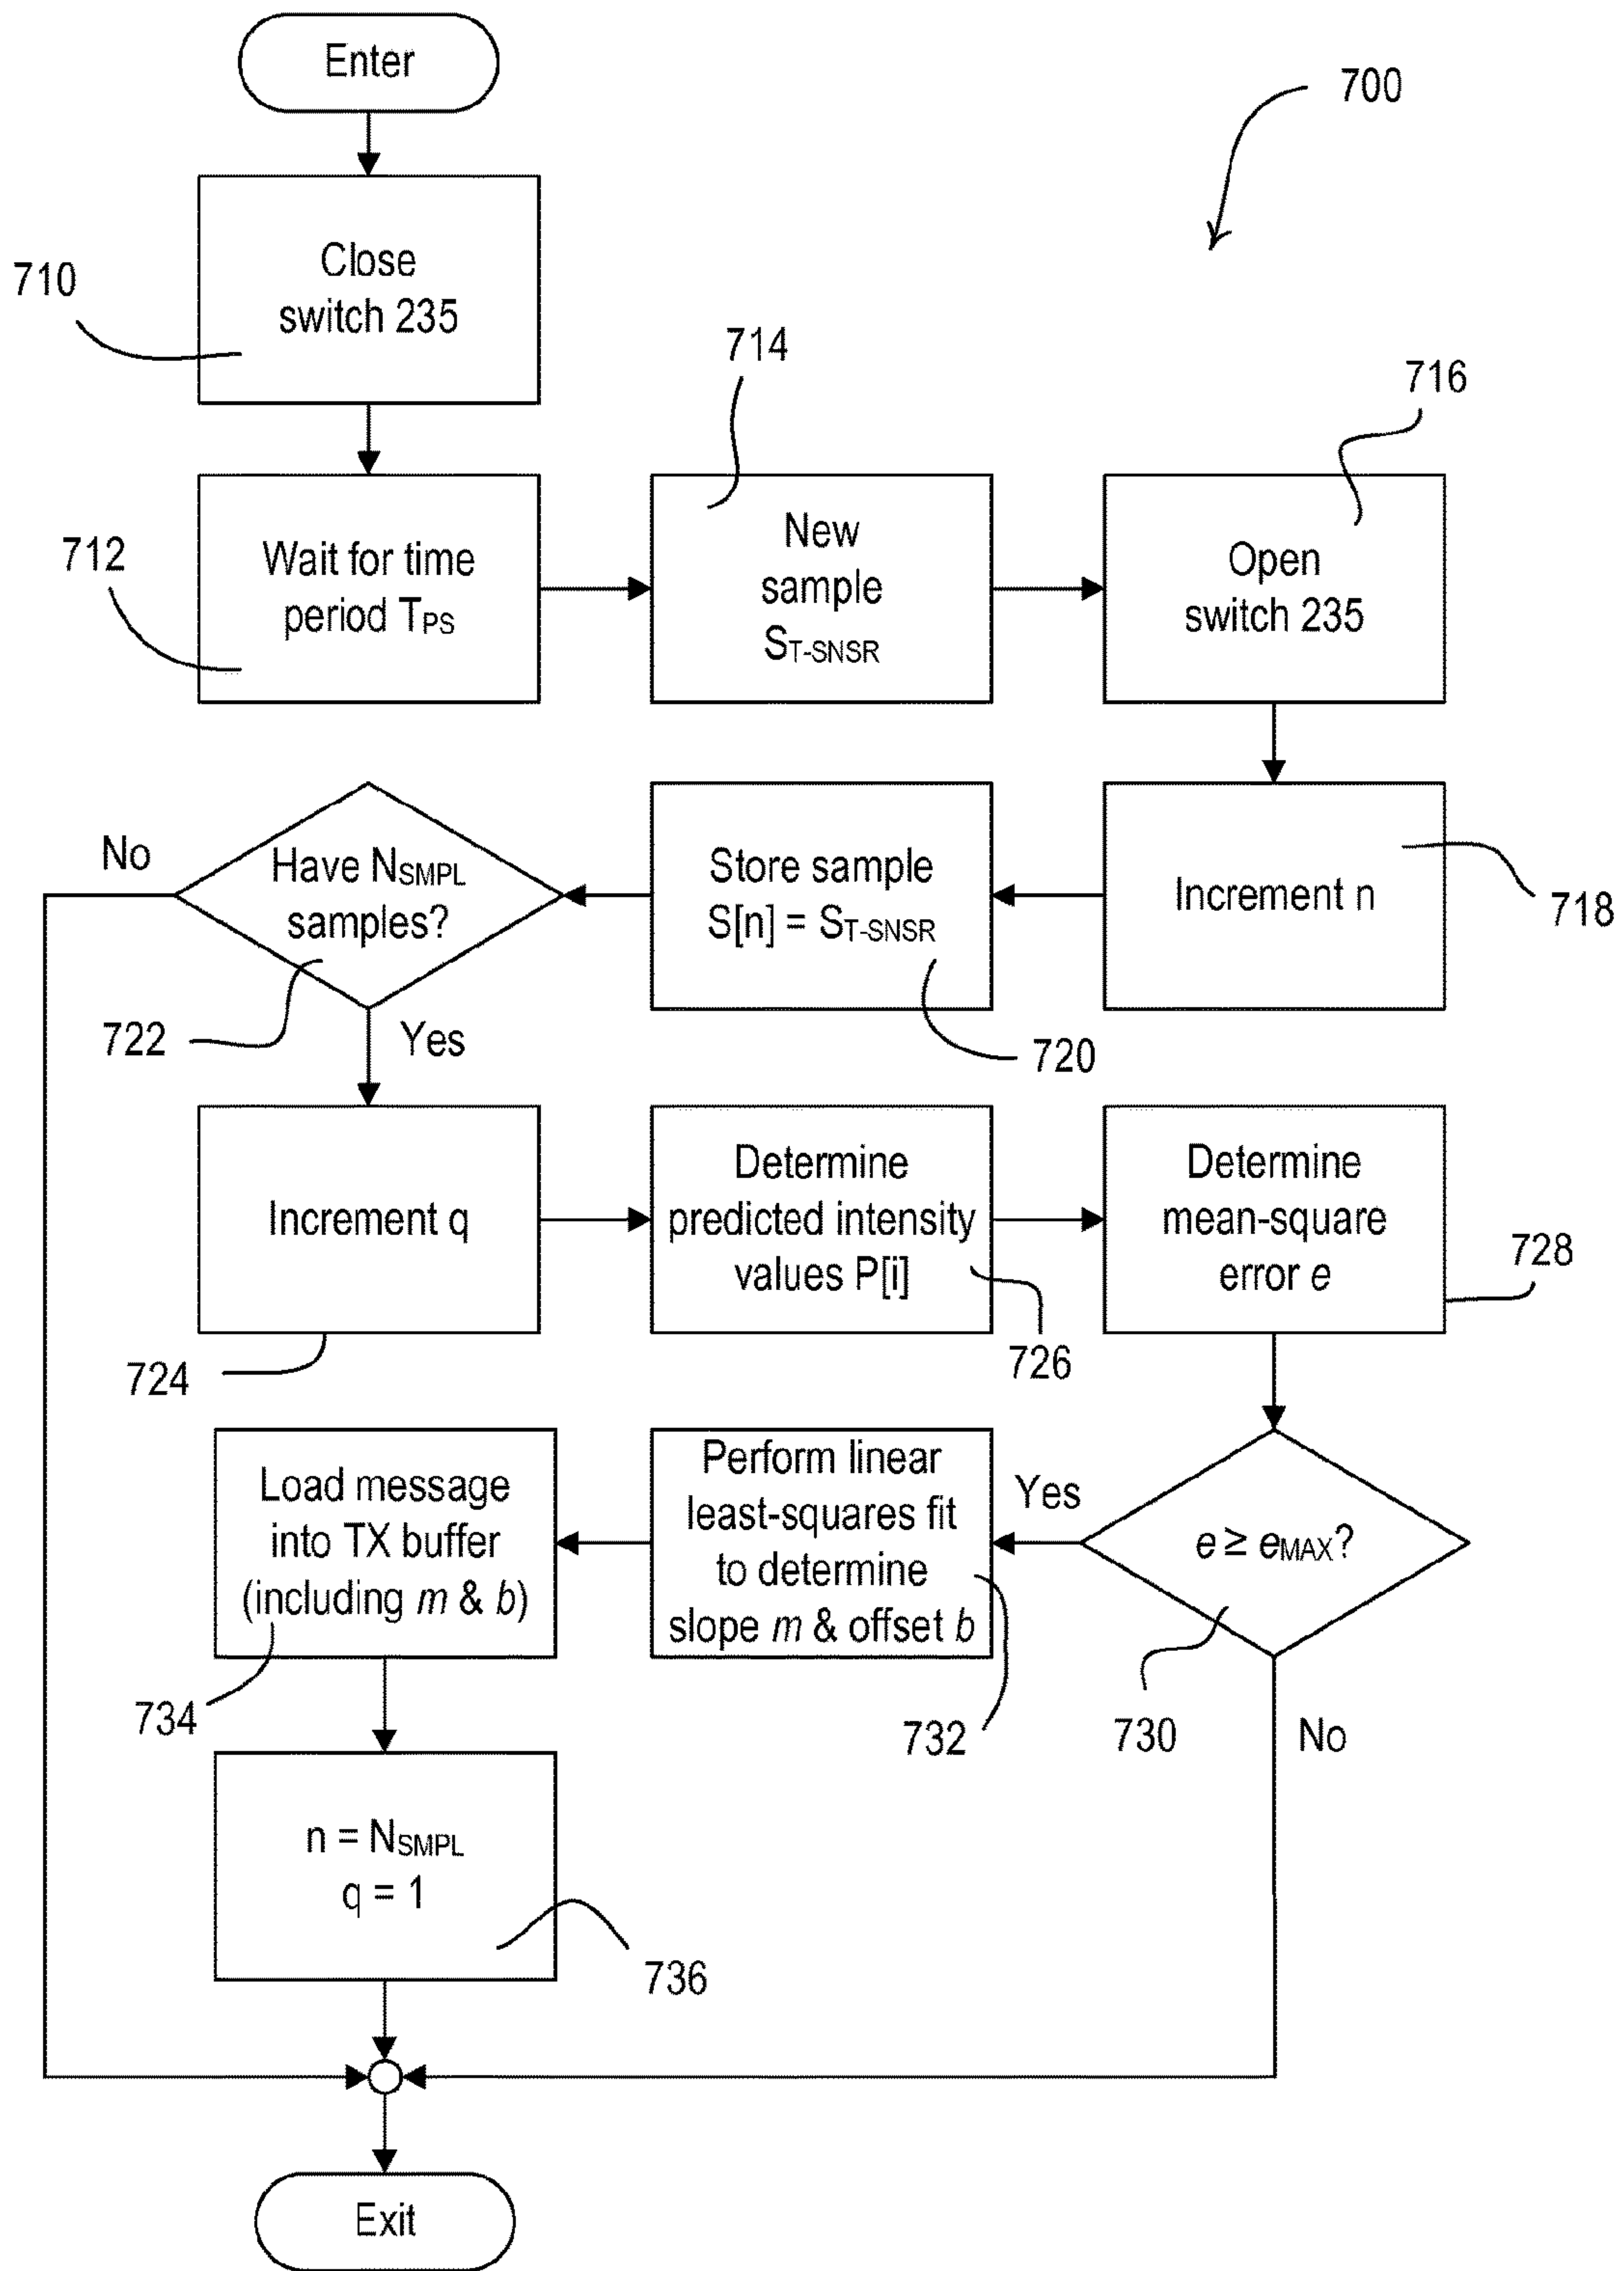 Enter
700
Close
switch 235
710
714
716
Wait for time
period TPS
712
New
sample
ST-SNSR
Open
switch 235
No
Have NSMPL
samples?
722
Yes
Store sample
S[n] = ST-SNSR
720
Increment n
718
Increment q
724
Determine
predicted intensity
values P[i]
726
Determine
mean-square
error e
728
Load message
into TX buffer
(including m & b)
734
Perform linear
least-squares fit
to determine
slope m & offset b
732
Yes
e ≥ eMAX?
730
No
n = NSMPL
q = 1
736
Exit